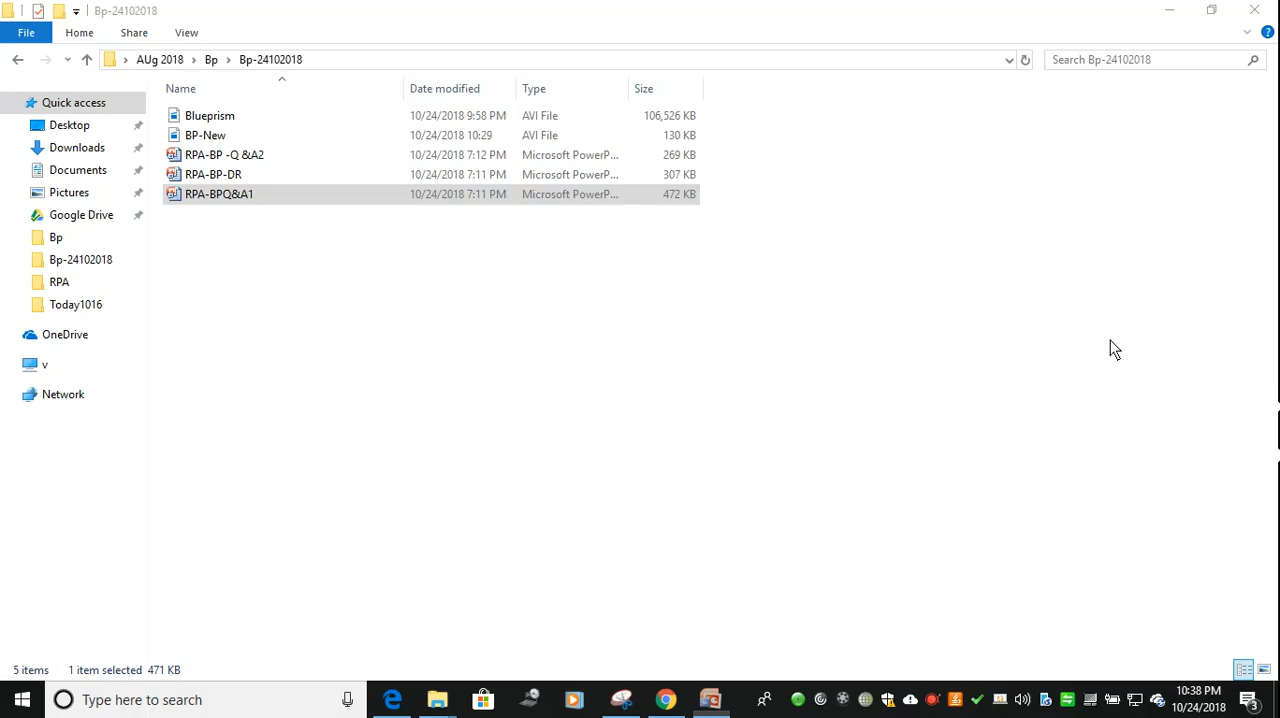 Bp-24102018
File Home Share View
AUg 2018 Bp Bp-24102018 Search Bp-24102018
Name Date modified Type Size
Quick access
Desktop
Downloads
Documents
Pictures
Google Drive
Bp
Bp-24102018
RPA
Today1016
OneDrive
v
Network
Blueprism 10/24/2018 9:58 PM AVI File 106,526 KB
BP-New 10/24/2018 10:29 AVI File 130 KB
RPA-BP -Q &A2 10/24/2018 7:12 PM Microsoft PowerP... 269 KB
RPA-BP-DR 10/24/2018 7:11 PM Microsoft PowerP... 307 KB
RPA-BPQ&A1 10/24/2018 7:11 PM Microsoft PowerP... 472 KB
5 items 1 item selected 471 KB
Type here to search
10:38 PM
10/24/2018
3